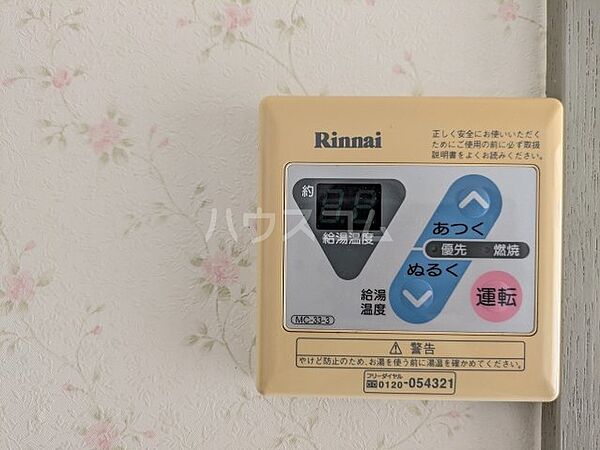 Rinnai
正しく安全にお使いいただく
ためにご使用の前に必ず取扱
説明書をよくお読みください。
約
給湯温度
ハウスコム
あつく
優先
燃焼
ぬるく
給湯
温度
運転
MC-33-3
警告
やけど防止のため、お湯を使う前に湯温を確かめてください。
フリーダイヤル
0120-054321